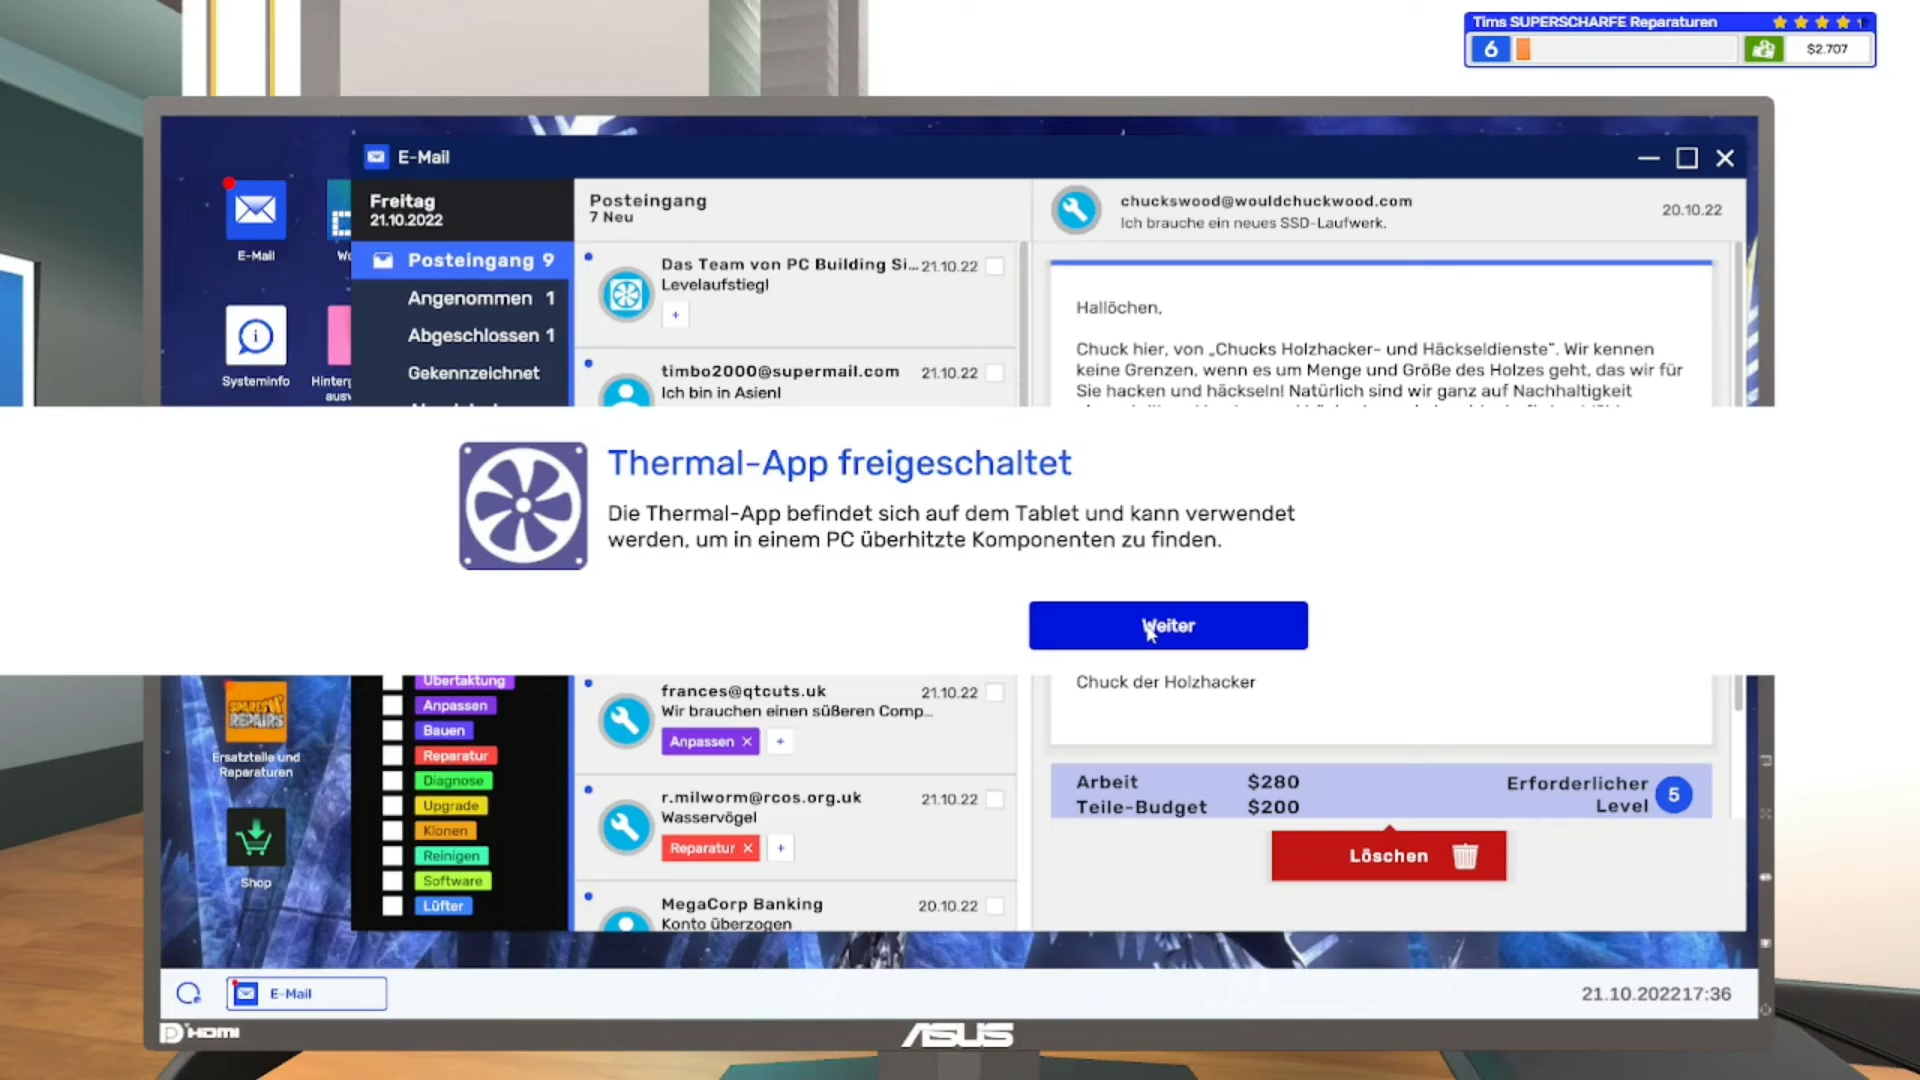 Tims SUPERSCHARFE Reparaturen
6
$2.707
E-Mail
Freitag
21.10.2022
Posteingang
7 Neu
chuckswood@wouldchuckwood.com
Ich brauche ein neues SSD-Laufwerk.
20.10.22
E-Mail
Systeminfo
Posteingang 9
Angenommen 1
Abgeschlossen 1
Gekennzeichnet
Das Team von PC Building Si... 21.10.22
Levelaufstieg!
+
timbo2000@supermail.com 21.10.22
Ich bin in Asien!
Hallöchen,
Chuck hier, von „Chucks Holzhacker- und Häckseldienste“. Wir kennen
keine Grenzen, wenn es um Menge und Größe des Holzes geht, das wir für
Sie hacken und häckseln! Natürlich sind wir ganz auf Nachhaltigkeit
Thermal-App freigeschaltet
Die Thermal-App befindet sich auf dem Tablet und kann verwendet
werden, um in einem PC überhitzte Komponenten zu finden.
Weiter
Übertaktung
Anpassen
Bauen
Reparatur
Diagnose
Upgrade
Klonen
Reinigen
Software
Lüfter
SPARES N REPAIRS
Ersatzteile und
Reparaturen
Shop
frances@qtcuts.uk 21.10.22
Wir brauchen einen süßeren Comp...
Anpassen × +
r.milworm@rcos.org.uk 21.10.22
Wasservögel
Reparatur × +
MegaCorp Banking 20.10.22
Konto überzogen
Chuck der Holzhacker
Arbeit $280
Teile-Budget $200
Erforderlicher
Level 5
Löschen
E-Mail
21.10.202217:36
HDMI
ASUS